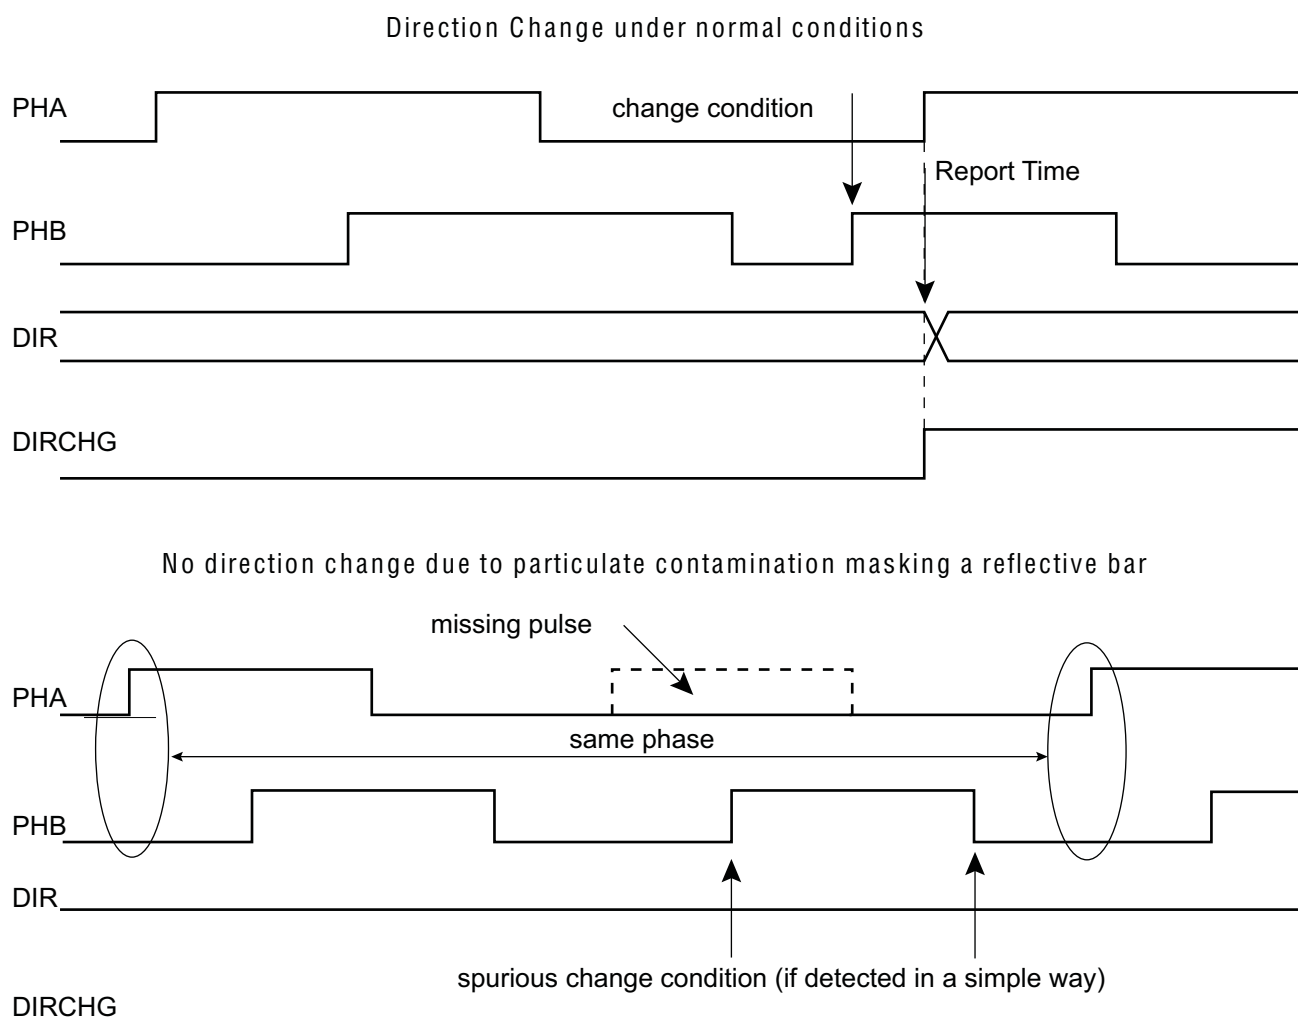 Direction Change under normal conditions
PHA
change condition
Report Time
PHB
DIR
DIRCHG
No direction change due to particulate contamination masking a reflective bar
missing pulse
PHA
same phase
PHB
DIR
spurious change condition (if detected in a simple way)
DIRCHG